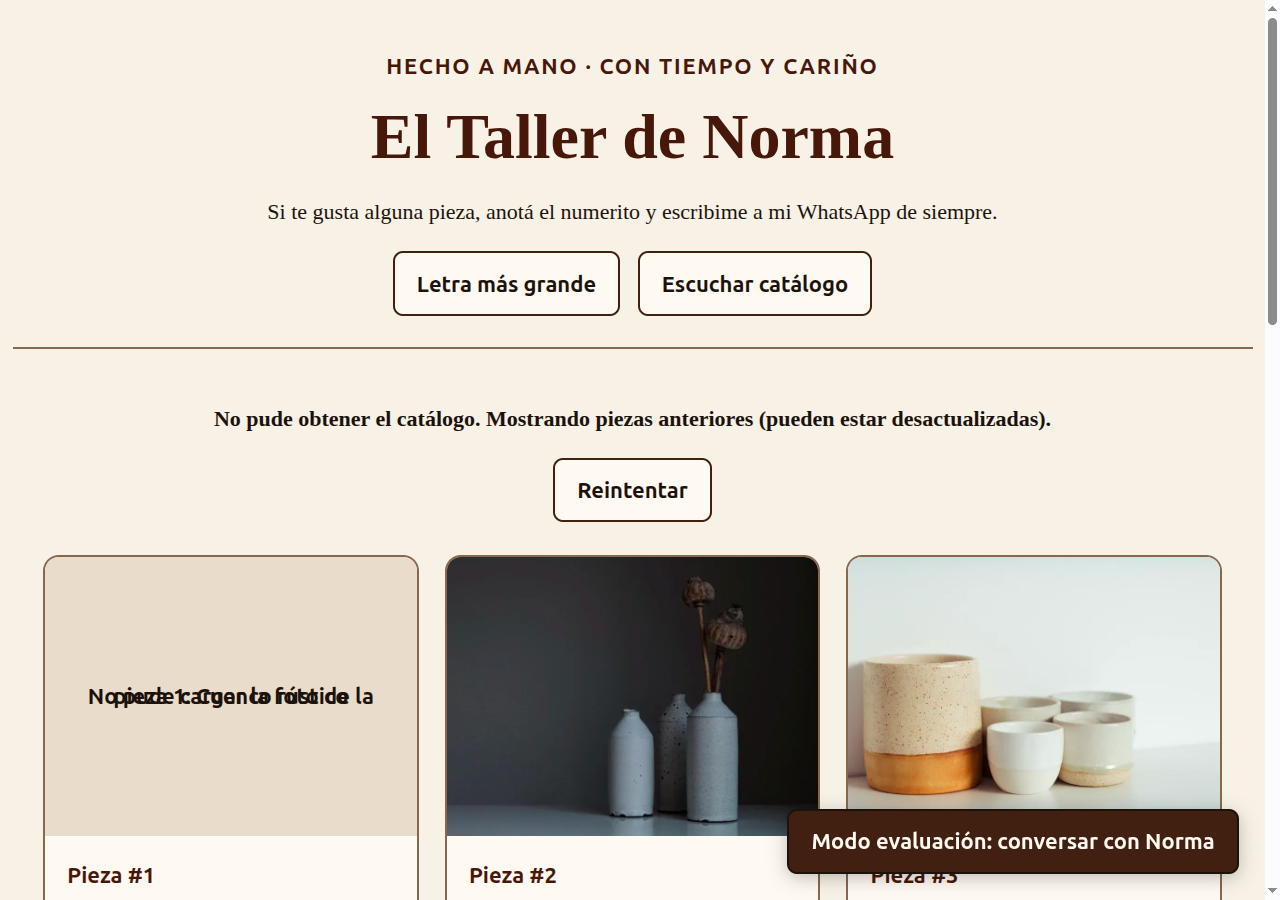 HECHO A MANO · CON TIEMPO Y CARIÑO
El Taller de Norma
Si te gusta alguna pieza, anotá el numerito y escribime a mi WhatsApp de siempre.
Letra más grande
Escuchar catálogo
No pude obtener el catálogo. Mostrando piezas anteriores (pueden estar desactualizadas).
Reintentar
Pieza #1
Pieza #2
Pieza #3
Modo evaluación: conversar con Norma